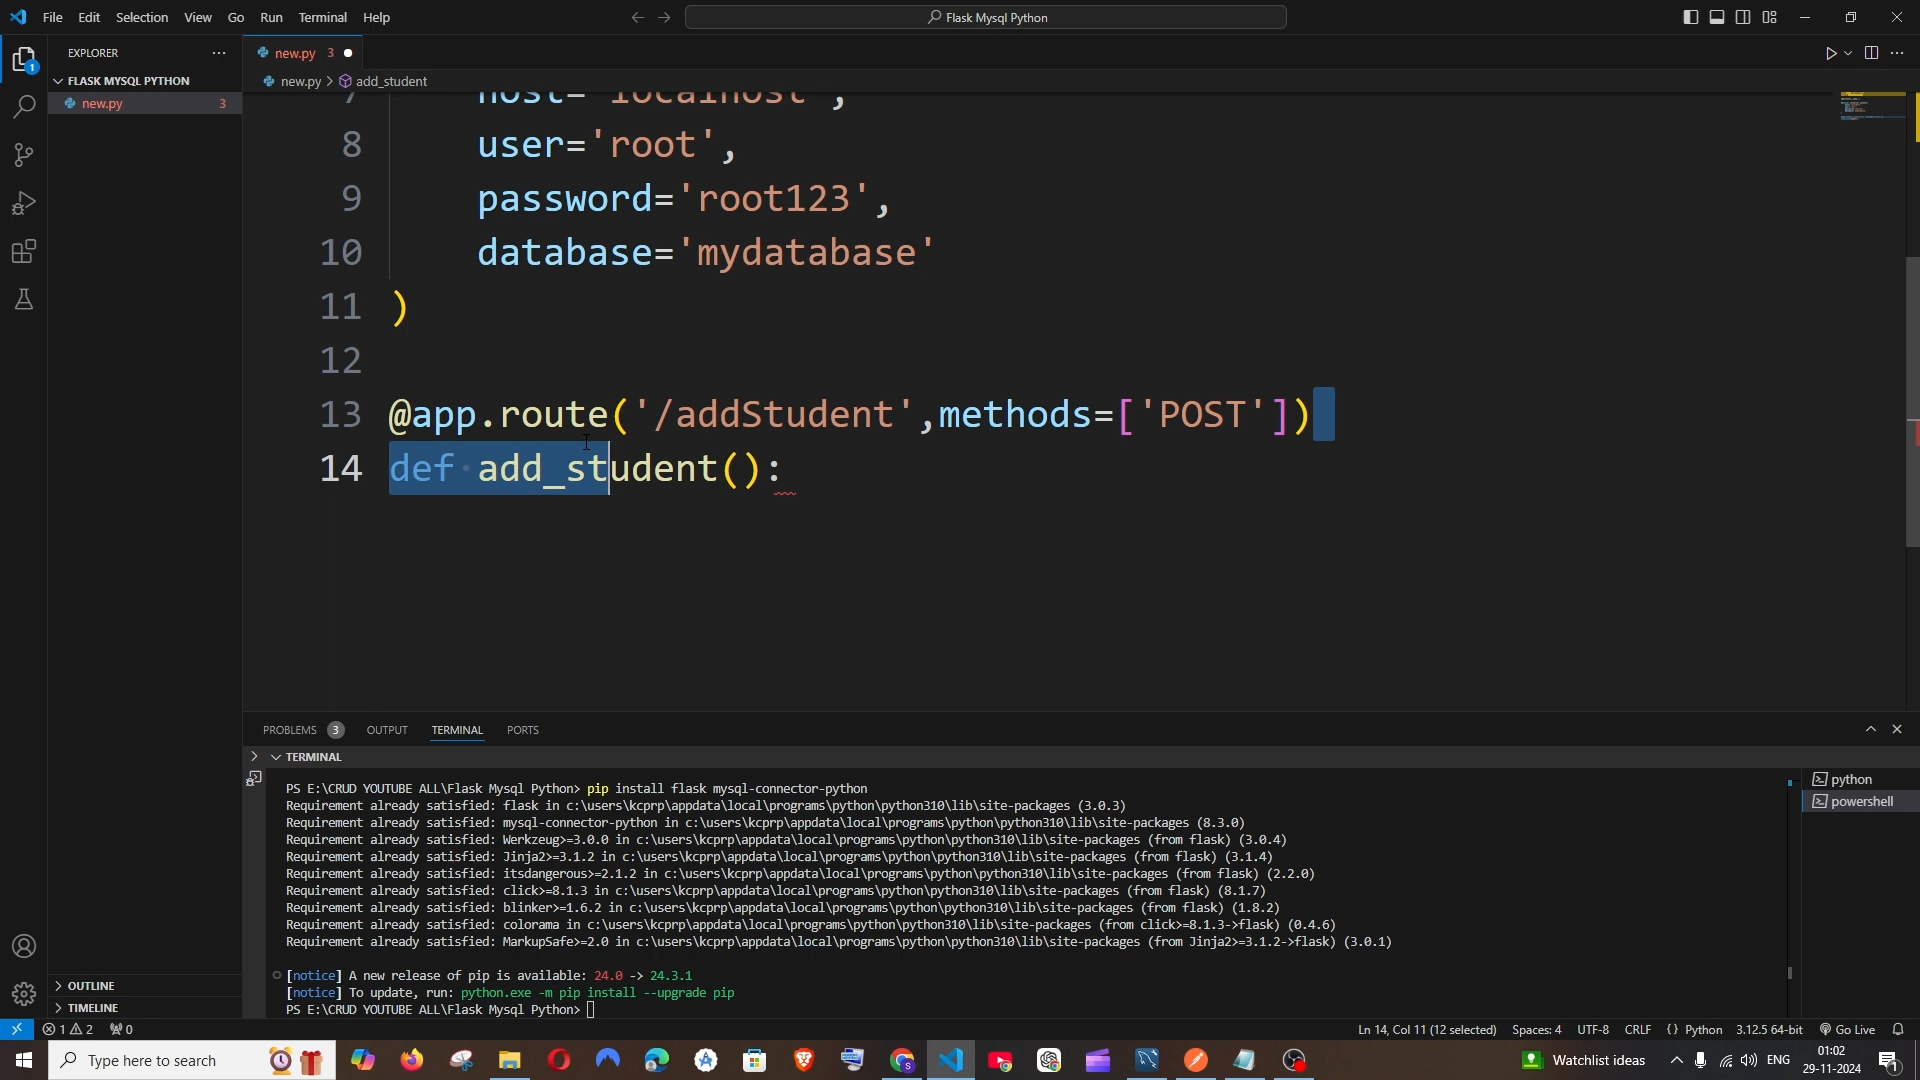 File Edit Selection View Go Run Terminal Help
Flask Mysql Python
EXPLORER
FLASK MYSQL PYTHON
new.py 3
OUTLINE
TIMELINE
new.py 3
new.py > add_student
7 host='localhost',
8 user='root',
9 password='root123',
10 database='mydatabase'
11 )
12
13 @app.route('/addStudent',methods=['POST'])
14 def add_student():
PROBLEMS 3 OUTPUT TERMINAL PORTS
TERMINAL
PS E:\CRUD YOUTUBE ALL\Flask Mysql Python> pip install flask mysql-connector-python
Requirement already satisfied: flask in c:\users\kcprp\appdata\local\programs\python\python310\lib\site-packages (3.0.3)
Requirement already satisfied: mysql-connector-python in c:\users\kcprp\appdata\local\programs\python\python310\lib\site-packages (8.3.0)
Requirement already satisfied: Werkzeug>=3.0.0 in c:\users\kcprp\appdata\local\programs\python\python310\lib\site-packages (from flask) (3.0.4)
Requirement already satisfied: Jinja2>=3.1.2 in c:\users\kcprp\appdata\local\programs\python\python310\lib\site-packages (from flask) (3.1.4)
Requirement already satisfied: itsdangerous>=2.1.2 in c:\users\kcprp\appdata\local\programs\python\python310\lib\site-packages (from flask) (2.2.0)
Requirement already satisfied: click>=8.1.3 in c:\users\kcprp\appdata\local\programs\python\python310\lib\site-packages (from flask) (8.1.7)
Requirement already satisfied: blinker>=1.6.2 in c:\users\kcprp\appdata\local\programs\python\python310\lib\site-packages (from flask) (1.8.2)
Requirement already satisfied: colorama in c:\users\kcprp\appdata\local\programs\python\python310\lib\site-packages (from click>=8.1.3->flask) (0.4.6)
Requirement already satisfied: MarkupSafe>=2.0 in c:\users\kcprp\appdata\local\programs\python\python310\lib\site-packages (from Jinja2>=3.1.2->flask) (3.0.1)
[notice] A new release of pip is available: 24.0 -> 24.3.1
[notice] To update, run: python.exe -m pip install --upgrade pip
PS E:\CRUD YOUTUBE ALL\Flask Mysql Python>
python
powershell
1 2 0
Ln 14, Col 11 (12 selected) Spaces: 4 UTF-8 CRLF {} Python 3.12.5 64-bit Go Live
Type here to search
Watchlist ideas
ENG
01:02
29-11-2024
1